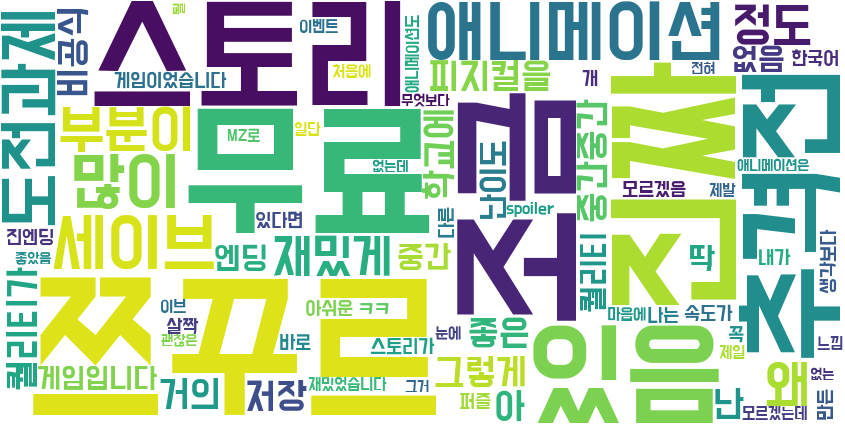 도전과제
비공식
스토리
이벤트
애니메이션도
애니메이션
정도
없음
한국어
게임이었습니다
처음에
무엇보다
피지컬을
개
전혀
부분이
MZ로
일단
무료
많이
없는데
학교에
난이도
줌
중간중간
진짜
추격전
애니메이션은
모르겠음
제발
진엔딩
좋았음
세이브
있다면
엔딩
재밌게
중간
다른
spoiler
저
퀄리티
딱
내가
생각보다
퀄리티가
쯔꾸르
이브
살짝
괜찮은
아쉬운 ㅋㅋ
바로
스토리가
눈에
좋은
마음에
나는
속도가
꼭
제일
느낌
게임입니다
거의
저장
재밌었습니다
그거
그렇게
퍼즐
아
있음
난
왜
없는
모르겠는데
만든